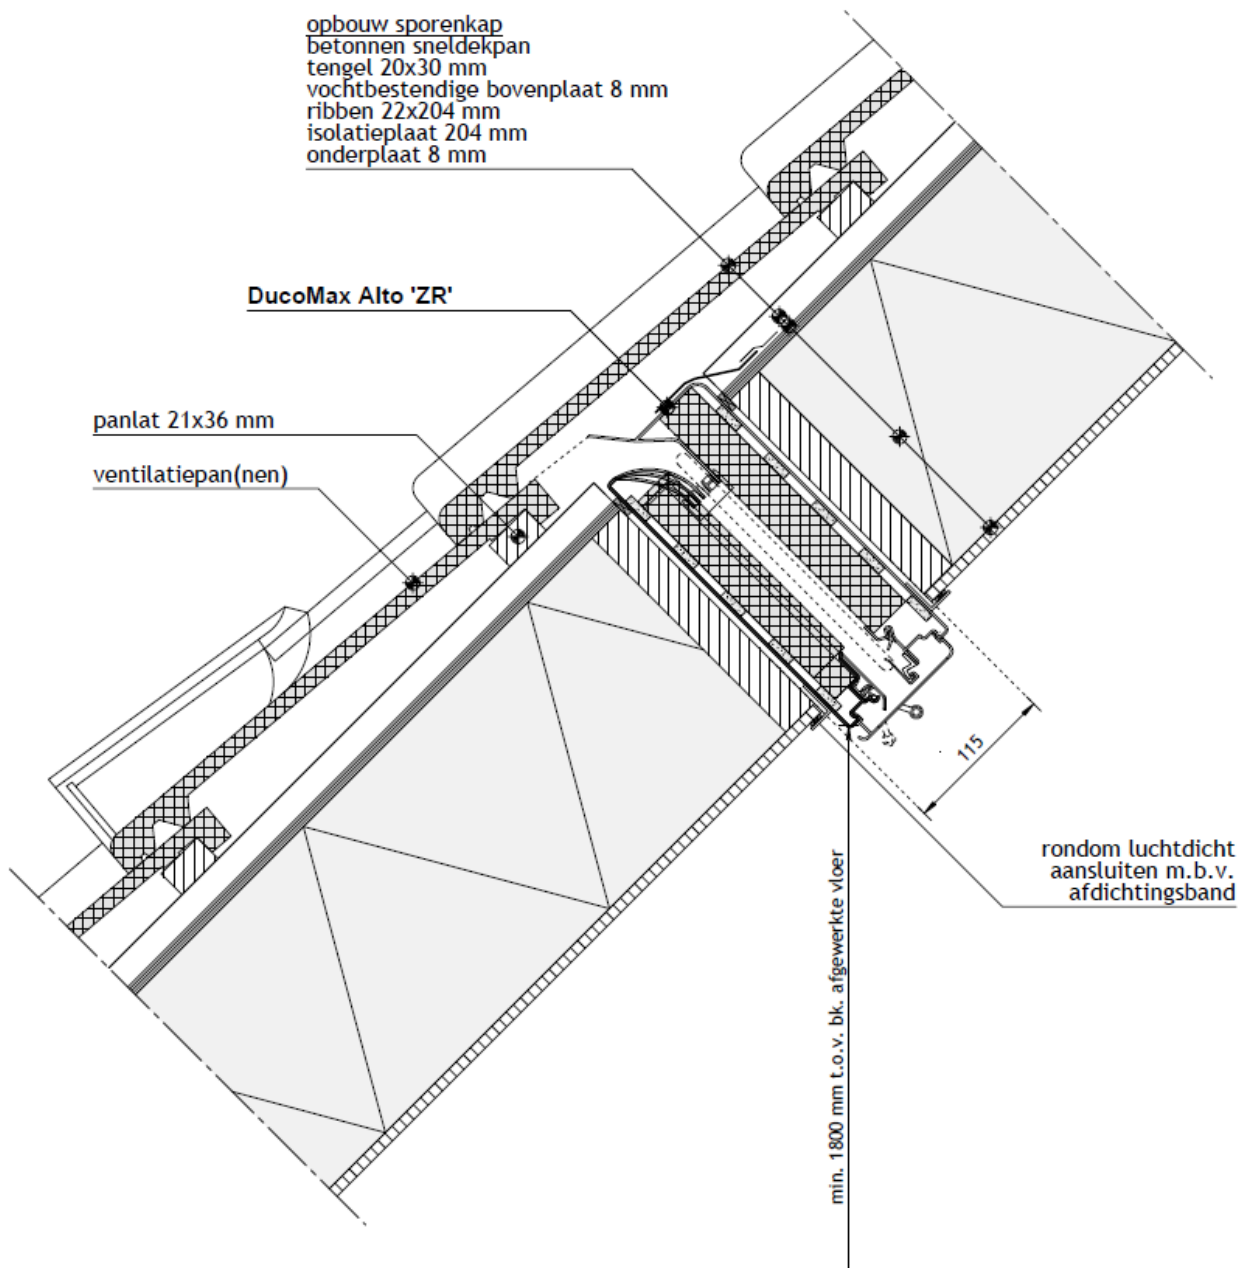 opbouw sporenkap
betonnen sneldekpan
tengel 20x30 mm
vochtbestendige bovenplaat 8 mm
ribben 22x204 mm
isolatieplaat 204 mm
onderplaat 8 mm
DucoMax Alto 'ZR'
panlat 21x36 mm
ventilatiepan(nen)
115
rondom luchtdicht
aansluiten m.b.v.
afdichtingsband
min. 1800 mm t.o.v. bk. afgewerkte vloer